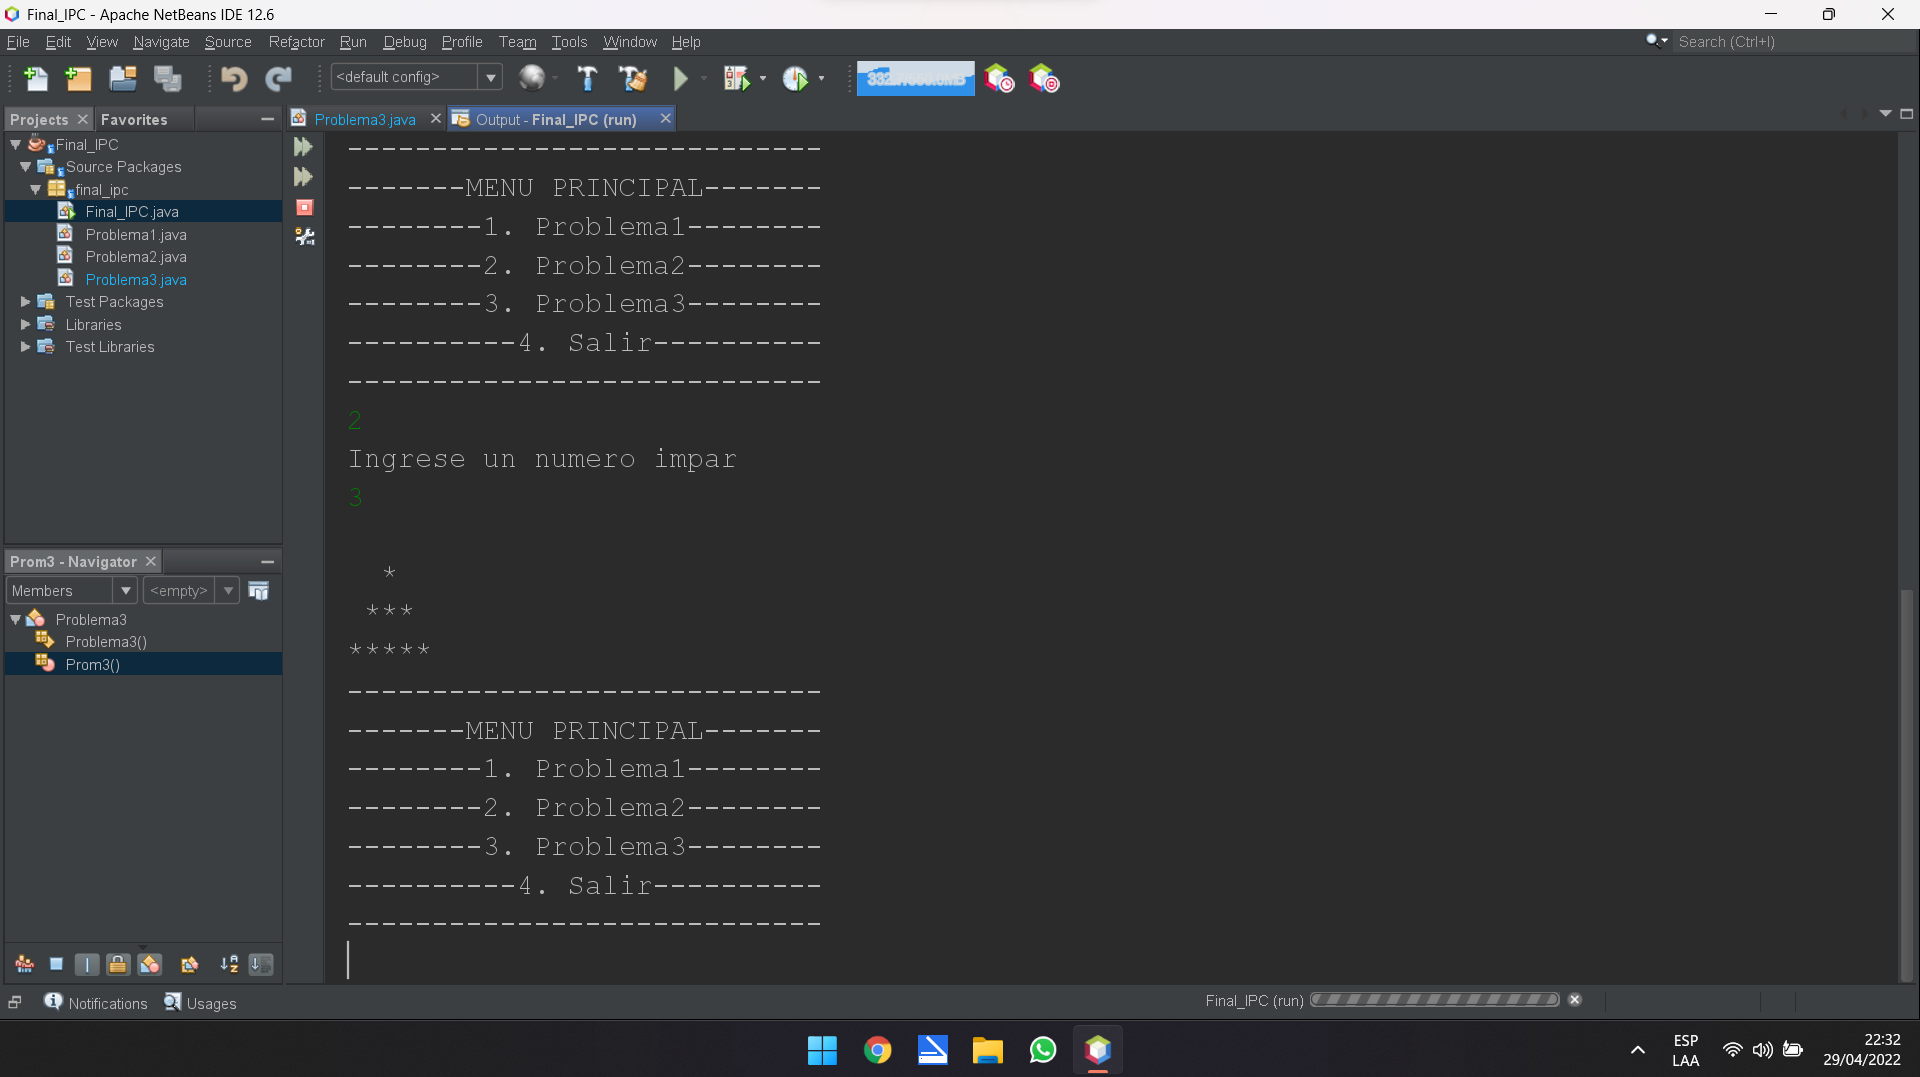 Final_IPC - Apache NetBeans IDE 12.6
File Edit View Navigate Source Refactor Run Debug Profile Team Tools Window Help
Search (Ctrl+I)
<default config>
Projects
Favorites
Problema3.java
Output - Final_IPC (run)
Final_IPC
Source Packages
final_ipc
Final_IPC.java
Problema1.java
Problema2.java
Problema3.java
Test Packages
Libraries
Test Libraries
Prom3 - Navigator
Members
<empty>
Problema3
Problema3()
Prom3()
----------------------------
-------MENU PRINCIPAL-------
--------1. Problema1--------
--------2. Problema2--------
--------3. Problema3--------
----------4. Salir----------
----------------------------
2
Ingrese un numero impar
3
  *
 ***
*****
----------------------------
-------MENU PRINCIPAL-------
--------1. Problema1--------
--------2. Problema2--------
--------3. Problema3--------
----------4. Salir----------
----------------------------
Notifications
Usages
Final_IPC (run)
ESP
LAA
22:32
29/04/2022